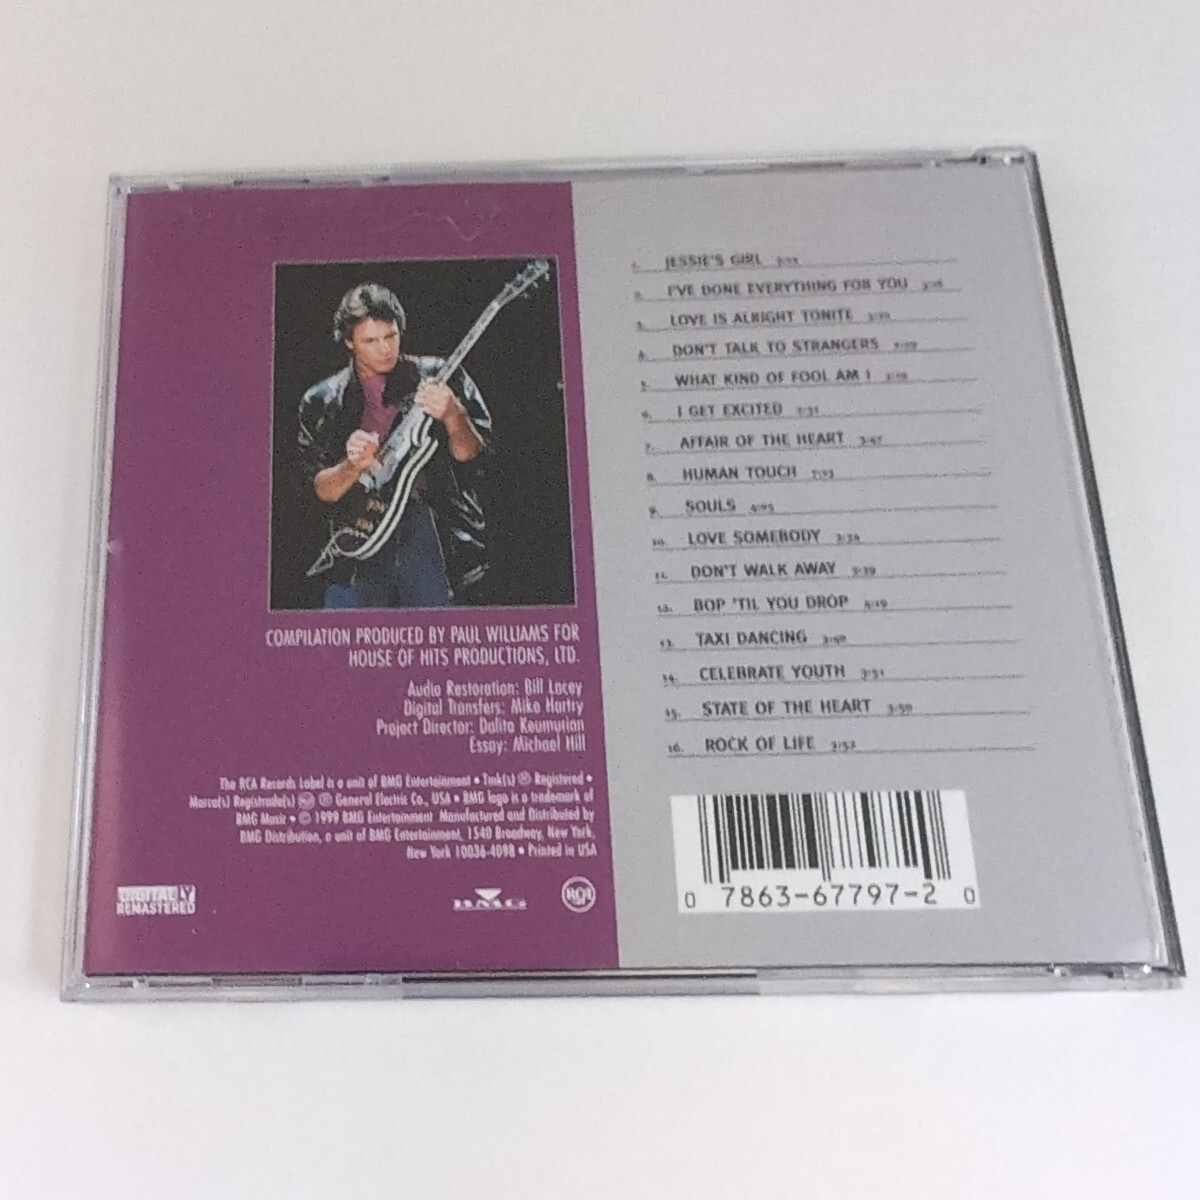 COMPILATION PRODUCED BY PAUL WILLIAMS FOR
HOUSE OF HITS PRODUCTIONS, LTD.
Audio Restoration: Bill Lacey
Digital Transfers: Mike Hartry
Project Director: Dalita Keumurian
Essay: Michael Hill
The RCA Records Label is a unit of BMG Entertainment • Tmk(s) ® Registered •
Marca(s) Registrada(s) ® General Electric Co., USA • BMG logo is a trademark of
BMG Music • © 1999 BMG Entertainment Manufactured and Distributed by
BMG Distribution, a unit of BMG Entertainment, 1540 Broadway, New York,
New York 10036-4098 • Printed in USA
DIGITALLY
REMASTERED
BMG
RCA
1. JESSIE'S GIRL
2. I'VE DONE EVERYTHING FOR YOU
3. LOVE IS ALRIGHT TONITE
4. DON'T TALK TO STRANGERS
5. WHAT KIND OF FOOL AM I
6. I GET EXCITED
7. AFFAIR OF THE HEART
8. HUMAN TOUCH
9. SOULS
10. LOVE SOMEBODY
11. DON'T WALK AWAY
12. BOP 'TIL YOU DROP
13. TAXI DANCING
14. CELEBRATE YOUTH
15. STATE OF THE HEART
16. ROCK OF LIFE
0 7863-67797-2 0